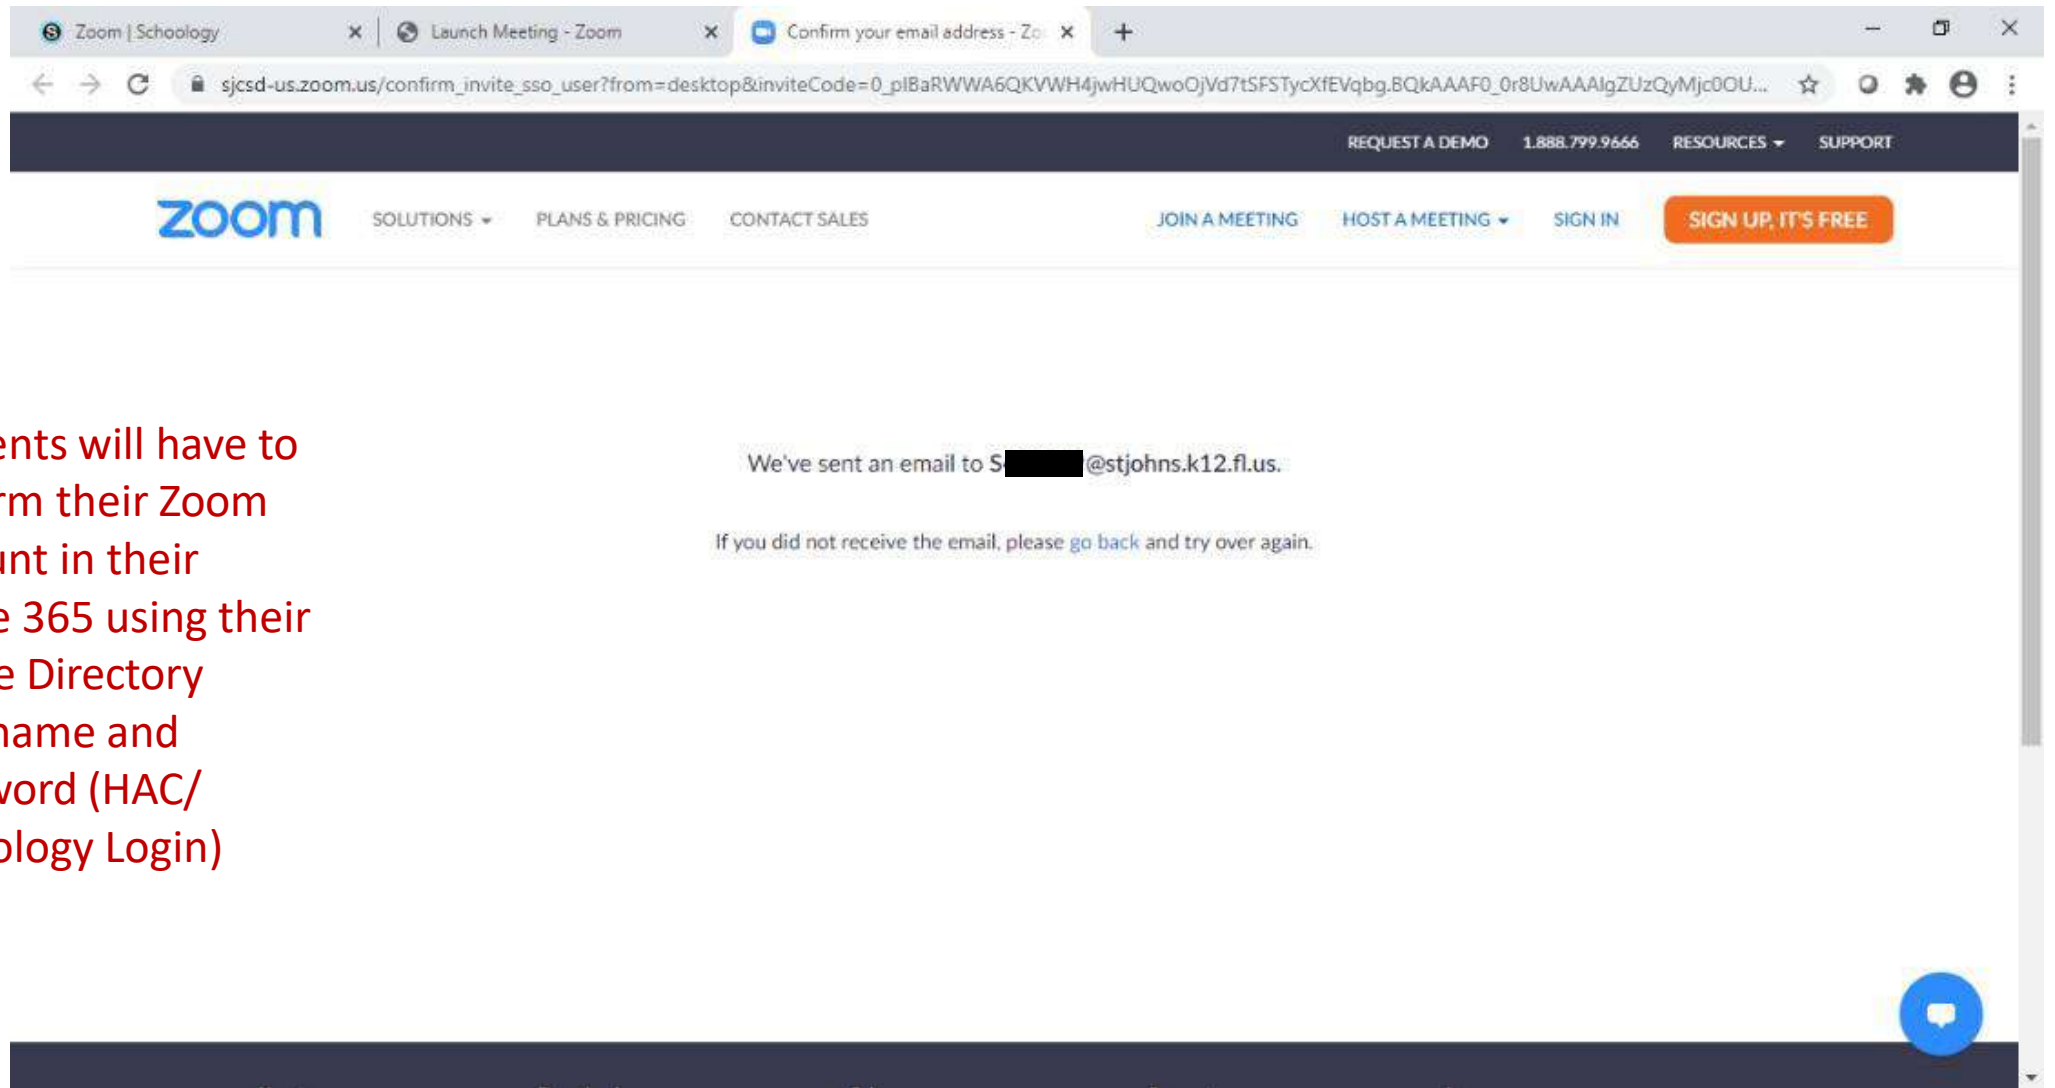 Zoom | Schoology
Launch Meeting - Zoom
Confirm your email address - Zo
sjcsd-us.zoom.us/confirm_invite_sso_user?from=desktop&inviteCode=0_pIBaRWWA6QKVWH4jwHUQwoOjVd7tSFSTycXfEVqbg.BQkAAAF0_0r8UwAAAIgZUzQyMjc0OU...
REQUEST A DEMO 1.888.799.9666 RESOURCES SUPPORT
zoom SOLUTIONS PLANS & PRICING CONTACT SALES JOIN A MEETING HOST A MEETING SIGN IN SIGN UP, IT'S FREE
ents will have to
rm their Zoom
unt in their
e 365 using their
e Directory
name and
word (HAC/
ology Login)
We've sent an email to S @stjohns.k12.fl.us.
If you did not receive the email, please go back and try over again.